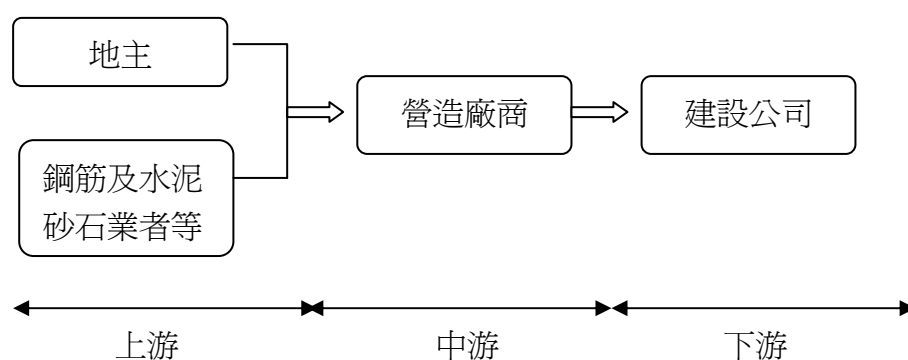 地主
營造廠商
建設公司
鋼筋及水泥
砂石業者等
上游
中游
下游